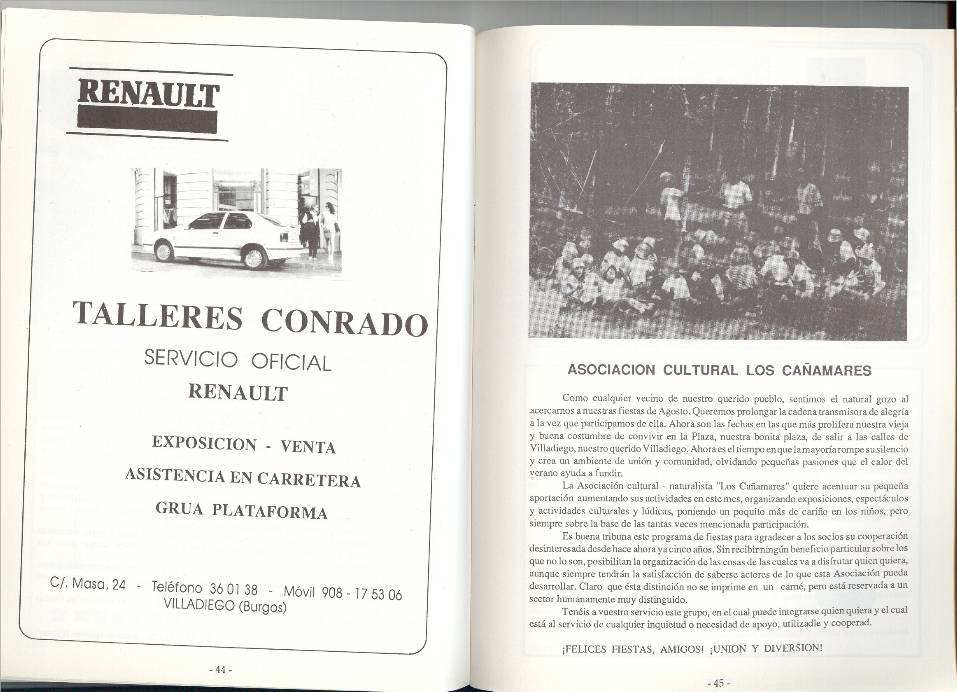 RENAULT
TALLERES CONRADO
SERVICIO OFICIAL
RENAULT
EXPOSICION - VENTA
ASISTENCIA EN CARRETERA
GRUA PLATAFORMA
C/. Masa, 24 - Teléfono 36 01 38 - Móvil 908 - 17 53 06
VILLADIEGO (Burgos)
- 44 -
ASOCIACION CULTURAL LOS CAÑAMARES
Como cualquier vecino de nuestro querido pueblo, sentimos el natural gozo al
acercarnos a nuestras fiestas de Agosto. Queremos prolongar la cadena transmisora de alegría
a la vez que participamos de ella. Ahora son las fechas en las que más prolifera nuestra vieja
y buena costumbre de convivir en la Plaza, nuestra bonita plaza, de salir a las calles de
Villadiego, nuestro querido Villadiego. Ahora es el tiempo en que la mayoría rompe su silencio
y crea un ambiente de unión y comunidad, olvidando pequeñas pasiones que el calor del
verano ayuda a fundir.
La Asociación cultural - naturalista "Los Cañamares" quiere acentuar su pequeña
aportación aumentando sus actividades en este mes, organizando exposiciones, espectáculos
y actividades culturales y lúdicas, poniendo un poquito más de cariño en los niños, pero
siempre sobre la base de las tantas veces mencionada participación.
Es buena tribuna este programa de fiestas para agradecer a los socios su cooperación
desinteresada desde hace ahora ya cinco años. Sin recibir ningún beneficio particular sobre los
que no lo son, posibilitan la organización de las cosas de las cuales va a disfrutar quien quiera,
aunque siempre tendrán la satisfacción de saberse actores de lo que esta Asociación pueda
desarrollar. Claro que ésta distinción no se imprime en un carné, pero está reservada a un
sector humanamente muy distinguido.
Tenéis a vuestro servicio este grupo, en el cual puede integrarse quien quiera y el cual
está al servicio de cualquier inquietud o necesidad de apoyo, utilizadle y cooperad.
¡FELICES FIESTAS, AMIGOS! ¡UNION Y DIVERSION!
- 45 -